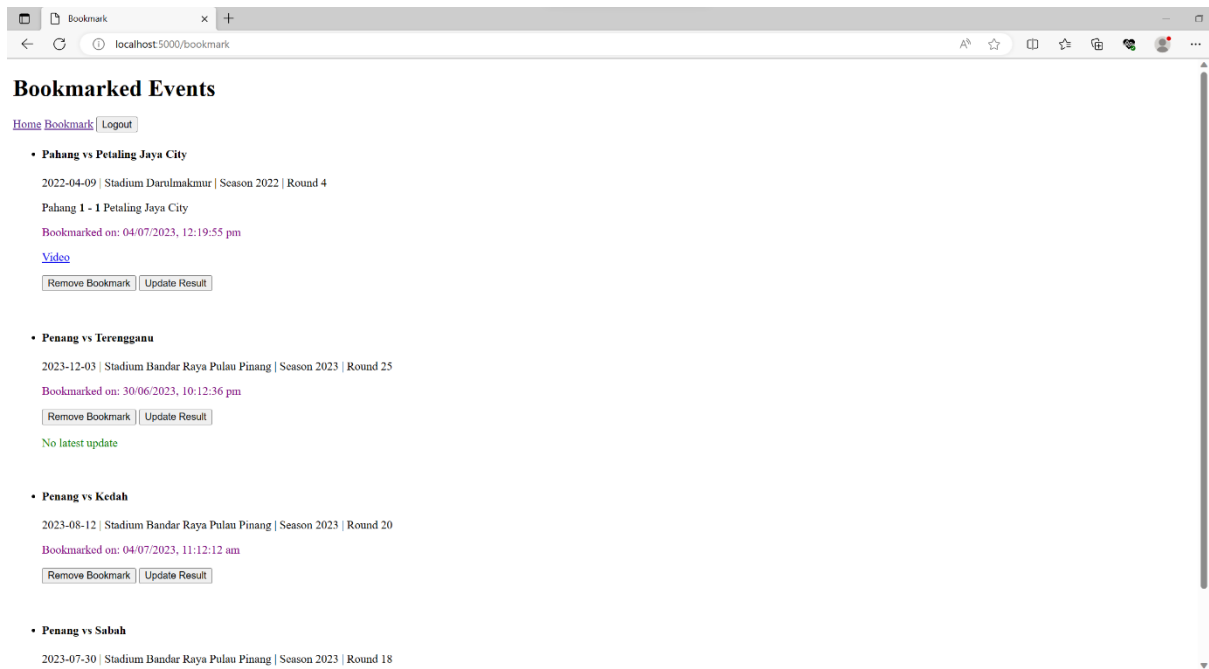 Bookmark
localhost:5000/bookmark
Bookmarked Events
Home Bookmark Logout
Pahang vs Petaling Jaya City
2022-04-09 | Stadium Darulmakmur | Season 2022 | Round 4
Pahang 1 - 1 Petaling Jaya City
Bookmarked on: 04/07/2023, 12:19:55 pm
Video
Remove Bookmark Update Result
Penang vs Terengganu
2023-12-03 | Stadium Bandar Raya Pulau Pinang | Season 2023 | Round 25
Bookmarked on: 30/06/2023, 10:12:36 pm
Remove Bookmark Update Result
No latest update
Penang vs Kedah
2023-08-12 | Stadium Bandar Raya Pulau Pinang | Season 2023 | Round 20
Bookmarked on: 04/07/2023, 11:12:12 am
Remove Bookmark Update Result
Penang vs Sabah
2023-07-30 | Stadium Bandar Raya Pulau Pinang | Season 2023 | Round 18